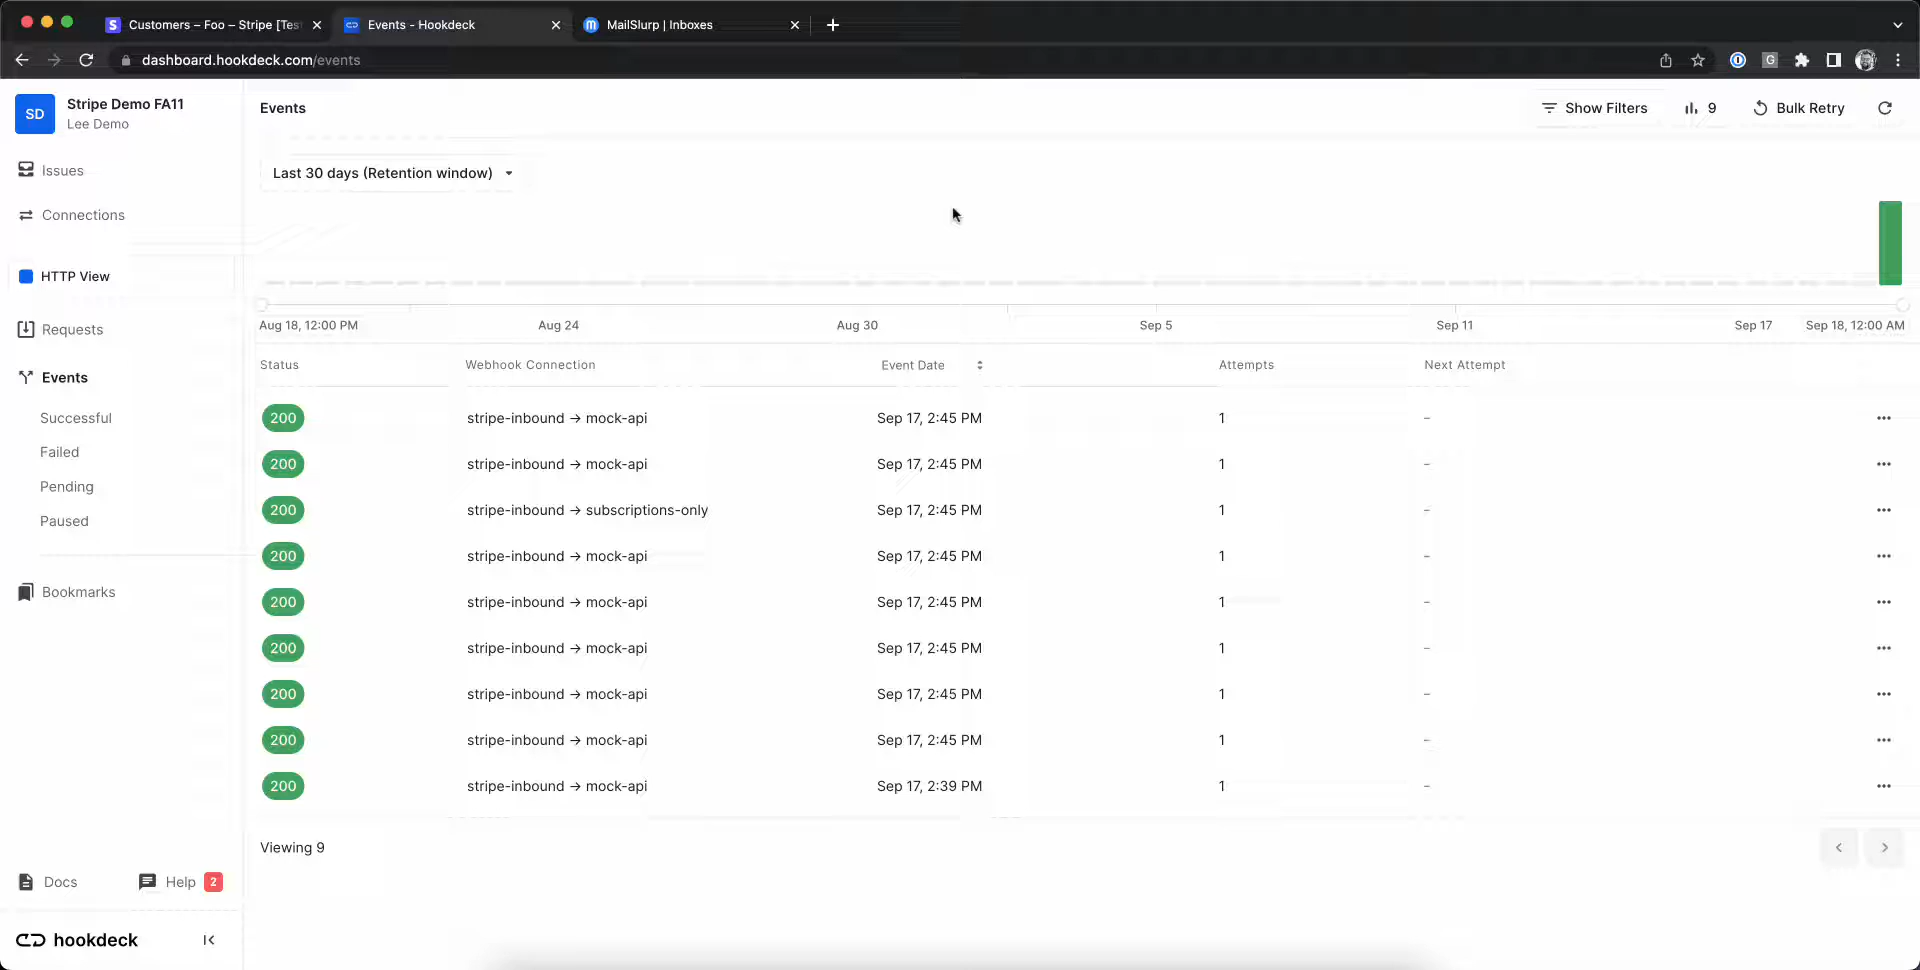 Customers – Foo – Stripe [Tes
Events - Hookdeck
MailSlurp | Inboxes
dashboard.hookdeck.com/events
SD
Stripe Demo FA11
Lee Demo
Issues
Connections
HTTP View
Requests
Events
Successful
Failed
Pending
Paused
Bookmarks
Docs
Help 2
hookdeck
Events
Show Filters
9
Bulk Retry
Last 30 days (Retention window)
Aug 18, 12:00 PM Aug 24 Aug 30 Sep 5 Sep 11 Sep 17 Sep 18, 12:00 AM
Status Webhook Connection Event Date Attempts Next Attempt
200 stripe-inbound → mock-api Sep 17, 2:45 PM 1 –
200 stripe-inbound → mock-api Sep 17, 2:45 PM 1 –
200 stripe-inbound → subscriptions-only Sep 17, 2:45 PM 1 –
200 stripe-inbound → mock-api Sep 17, 2:45 PM 1 –
200 stripe-inbound → mock-api Sep 17, 2:45 PM 1 –
200 stripe-inbound → mock-api Sep 17, 2:45 PM 1 –
200 stripe-inbound → mock-api Sep 17, 2:45 PM 1 –
200 stripe-inbound → mock-api Sep 17, 2:45 PM 1 –
200 stripe-inbound → mock-api Sep 17, 2:39 PM 1 –
Viewing 9